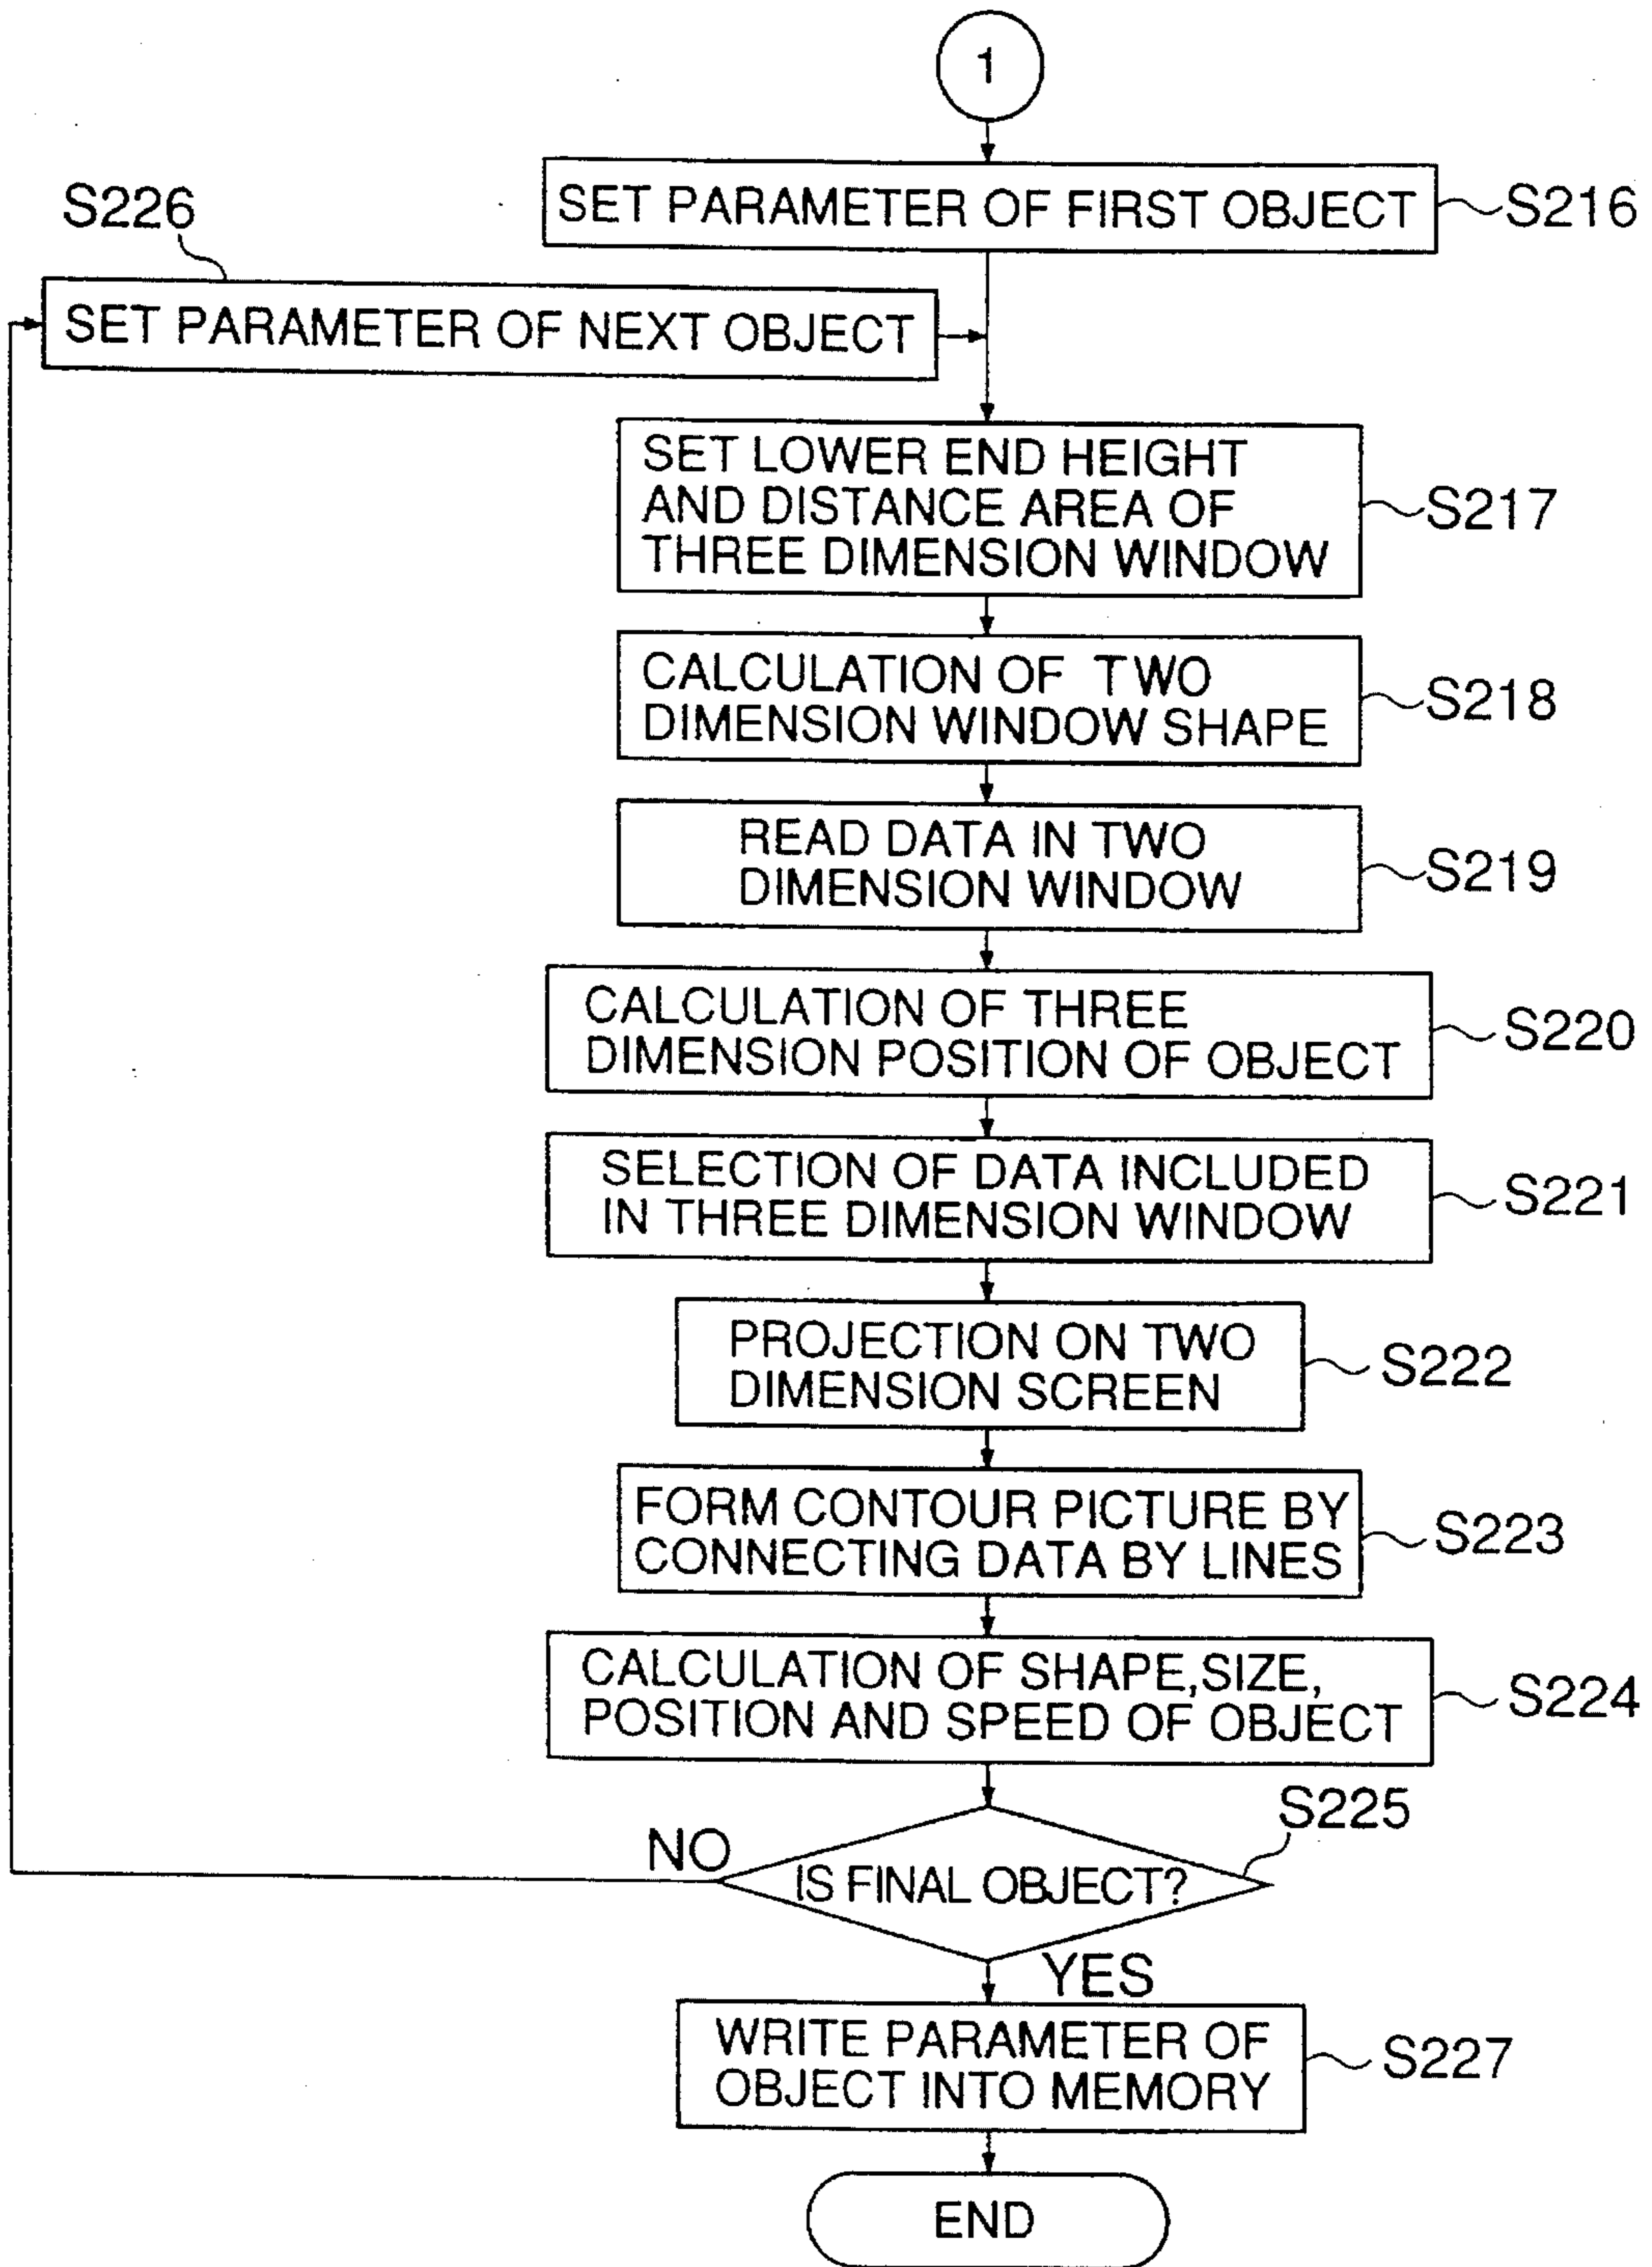 1
SET PARAMETER OF FIRST OBJECT
S216
S226
SET PARAMETER OF NEXT OBJECT
SET LOWER END HEIGHT
AND DISTANCE AREA OF
THREE DIMENSION WINDOW
S217
CALCULATION OF TWO
DIMENSION WINDOW SHAPE
S218
READ DATA IN TWO
DIMENSION WINDOW
S219
CALCULATION OF THREE
DIMENSION POSITION OF OBJECT
S220
SELECTION OF DATA INCLUDED
IN THREE DIMENSION WINDOW
S221
PROJECTION ON TWO
DIMENSION SCREEN
S222
FORM CONTOUR PICTURE BY
CONNECTING DATA BY LINES
S223
CALCULATION OF SHAPE,SIZE,
POSITION AND SPEED OF OBJECT
S224
S225
NO
IS FINAL OBJECT?
YES
WRITE PARAMETER OF
OBJECT INTO MEMORY
S227
END